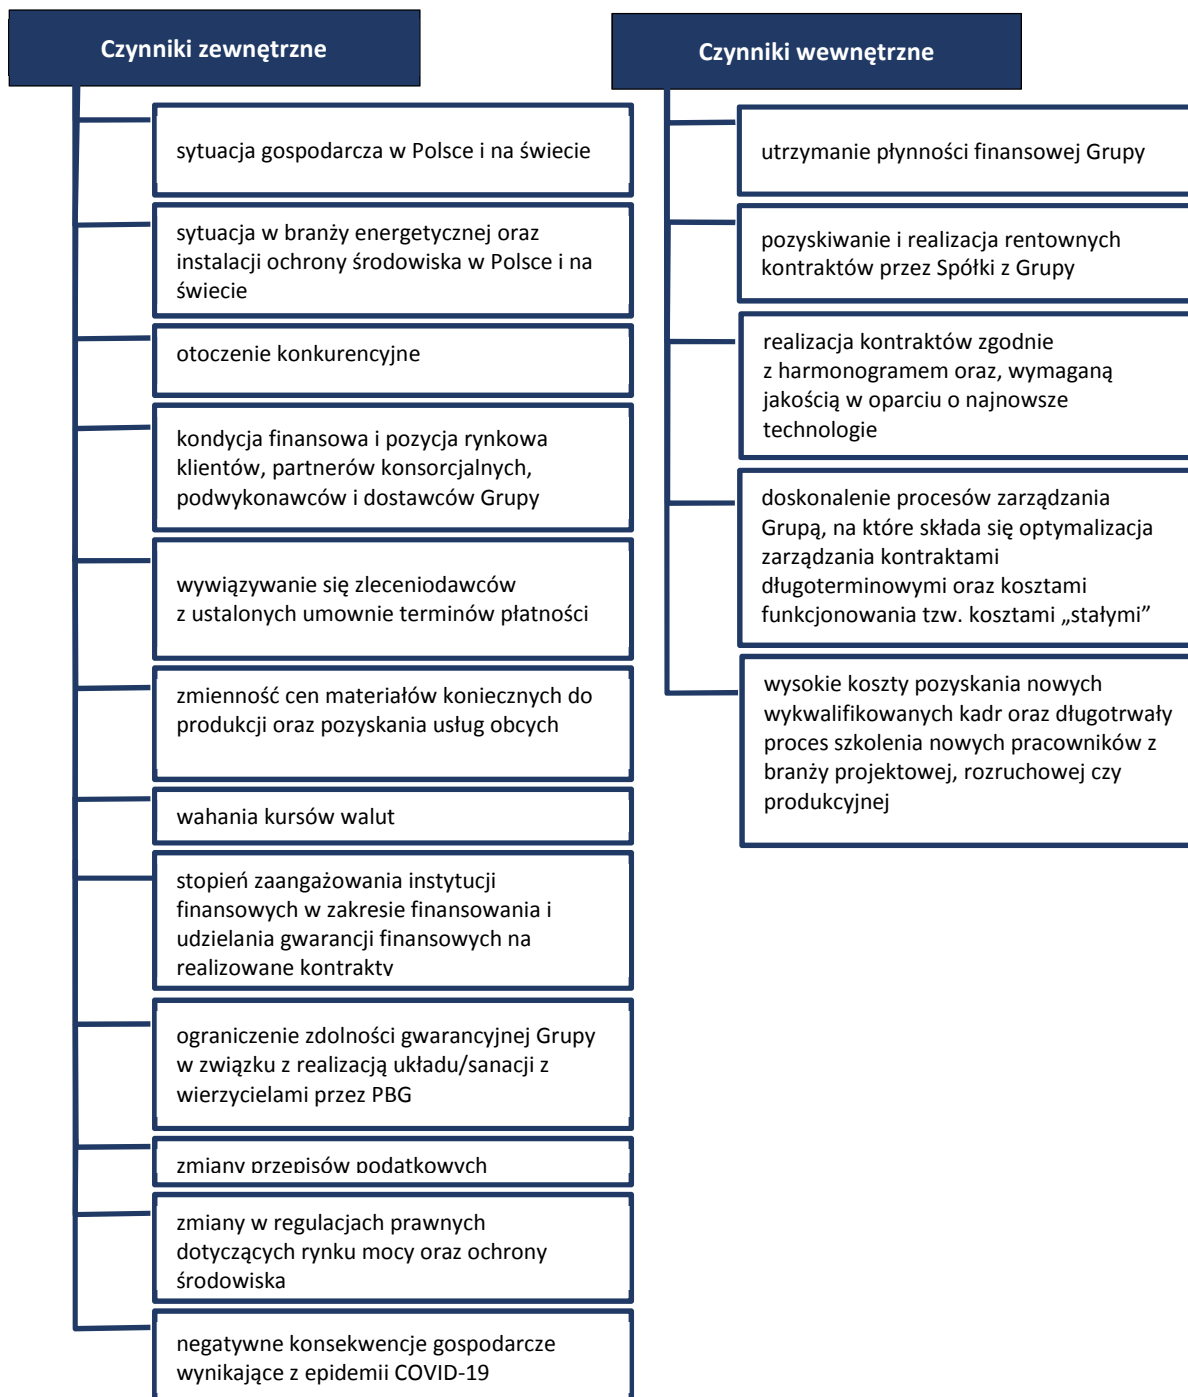 Czynniki zewnętrzne
sytuacja gospodarcza w Polsce i na świecie
sytuacja w branży energetycznej oraz
instalacji ochrony środowiska w Polsce i na
świecie
otoczenie konkurencyjne
kondycja finansowa i pozycja rynkowa
klientów, partnerów konsorcjalnych,
podwykonawców i dostawców Grupy
wywiązywanie się zleceniodawców
z ustalonych umownie terminów płatności
zmienność cen materiałów koniecznych do
produkcji oraz pozyskania usług obcych
wahania kursów walut
stopień zaangażowania instytucji
finansowych w zakresie finansowania i
udzielania gwarancji finansowych na
realizowane kontrakty
ograniczenie zdolności gwarancyjnej Grupy
w związku z realizacją układu/sanacji z
wierzycielami przez PBG
zmiany przepisów podatkowych
zmiany w regulacjach prawnych
dotyczących rynku mocy oraz ochrony
środowiska
negatywne konsekwencje gospodarcze
wynikające z epidemii COVID-19
Czynniki wewnętrzne
utrzymanie płynności finansowej Grupy
pozyskiwanie i realizacja rentownych
kontraktów przez Spółki z Grupy
realizacja kontraktów zgodnie
z harmonogramem oraz, wymaganą
jakością w oparciu o najnowsze
technologie
doskonalenie procesów zarządzania
Grupą, na które składa się optymalizacja
zarządzania kontraktami
długoterminowymi oraz kosztami
funkcjonowania tzw. kosztami „stałymi”
wysokie koszty pozyskania nowych
wykwalifikowanych kadr oraz długotrwały
proces szkolenia nowych pracowników z
branży projektowej, rozruchowej czy
produkcyjnej